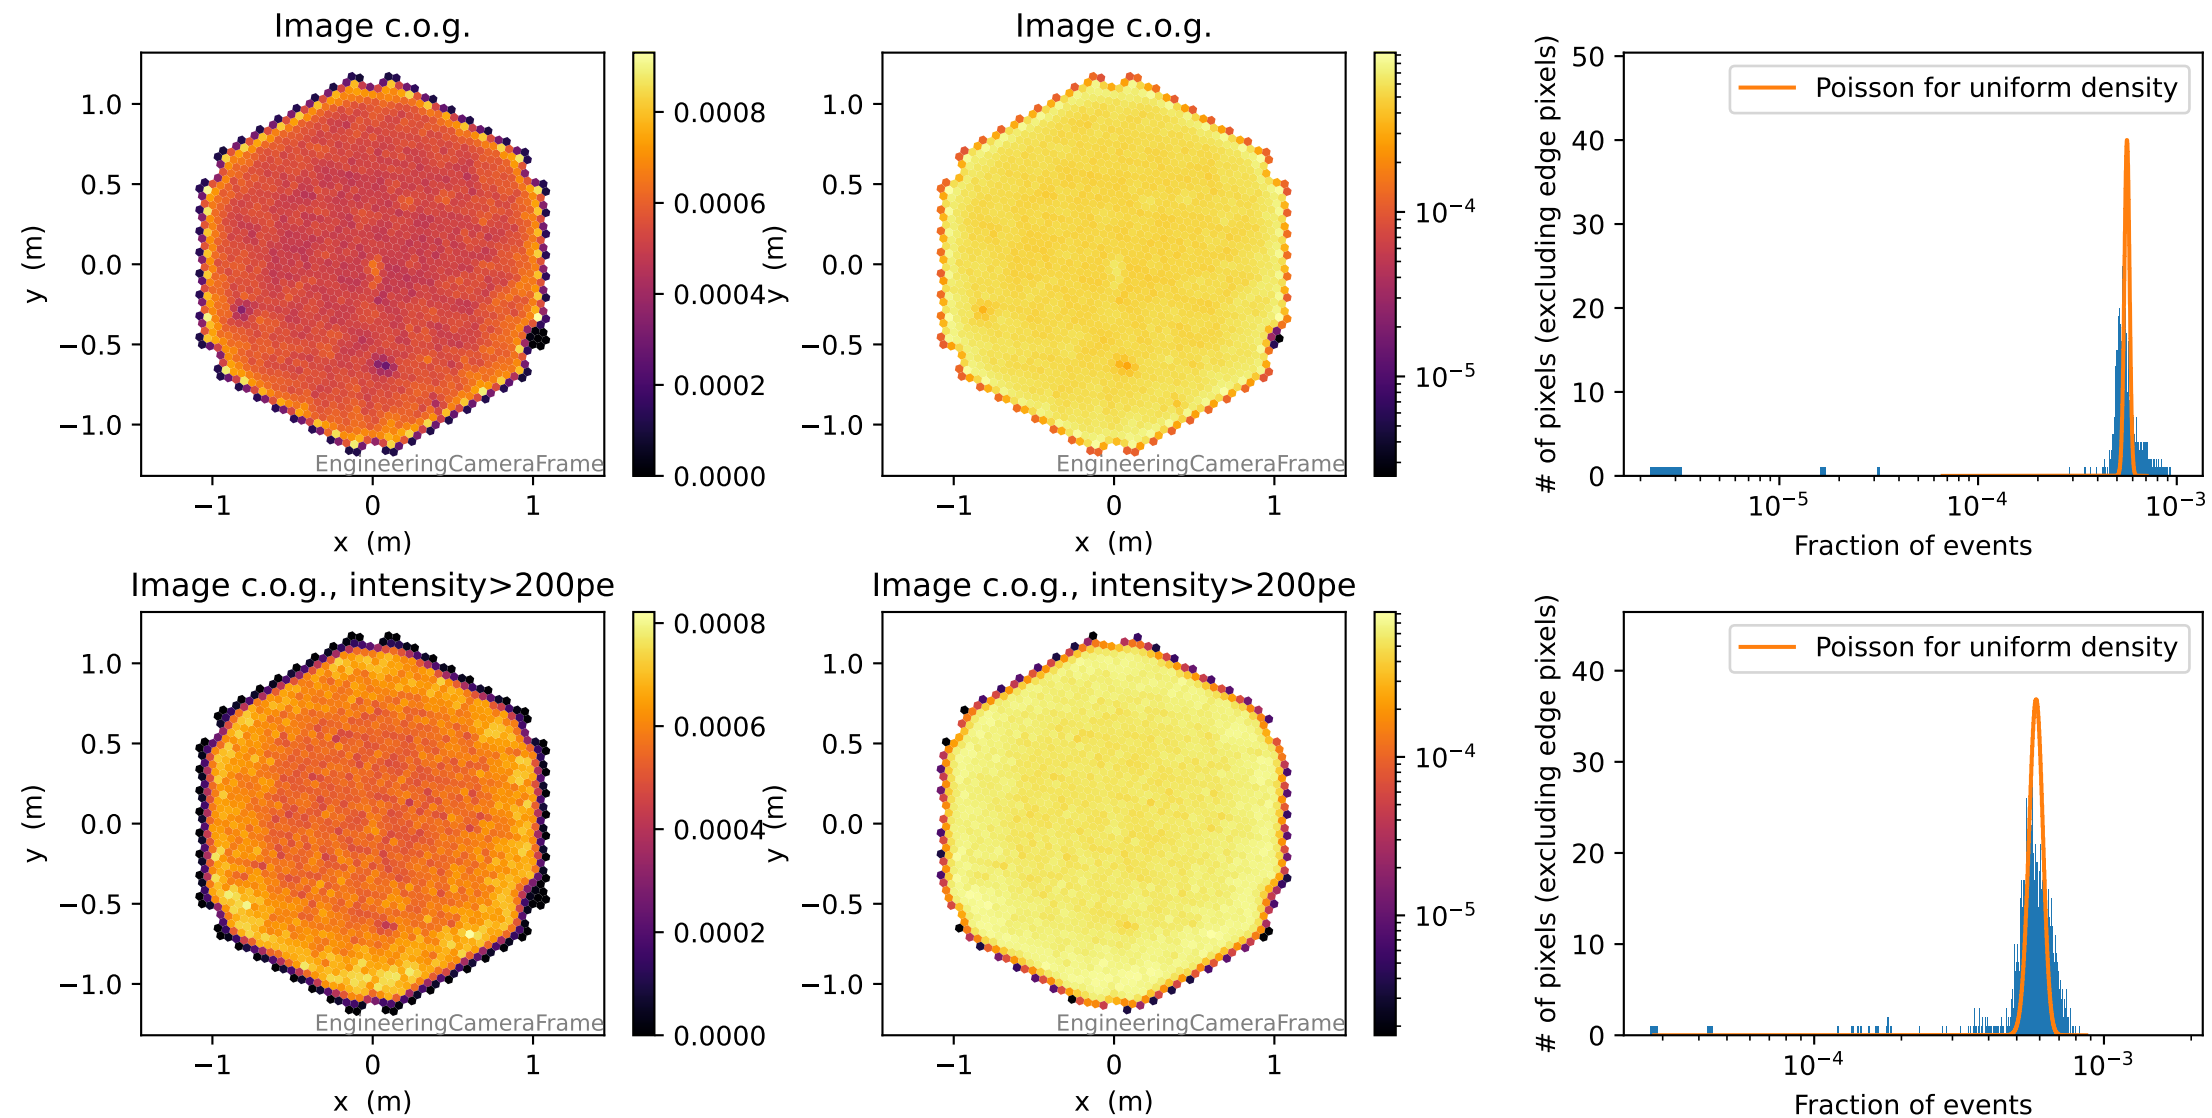 Image c.o.g.
1.0
0.5
0.0
−0.5
−1.0
y (m)
−1
0
1
x (m)
EngineeringCameraFrame
0.0008
0.0006
0.0004
0.0002
0.0000
Image c.o.g.
1.0
0.5
0.0
−0.5
−1.0
y (m)
−1
0
1
x (m)
EngineeringCameraFrame
10⁻⁴
10⁻⁵
Poisson for uniform density
50
40
30
20
10
0
# of pixels (excluding edge pixels)
10⁻⁵
10⁻⁴
10⁻³
Fraction of events
Image c.o.g., intensity>200pe
1.0
0.5
0.0
−0.5
−1.0
y (m)
−1
0
1
x (m)
EngineeringCameraFrame
0.0008
0.0006
0.0004
0.0002
0.0000
Image c.o.g., intensity>200pe
1.0
0.5
0.0
−0.5
−1.0
y (m)
−1
0
1
x (m)
EngineeringCameraFrame
10⁻⁴
10⁻⁵
Poisson for uniform density
40
30
20
10
0
# of pixels (excluding edge pixels)
10⁻⁴
10⁻³
Fraction of events